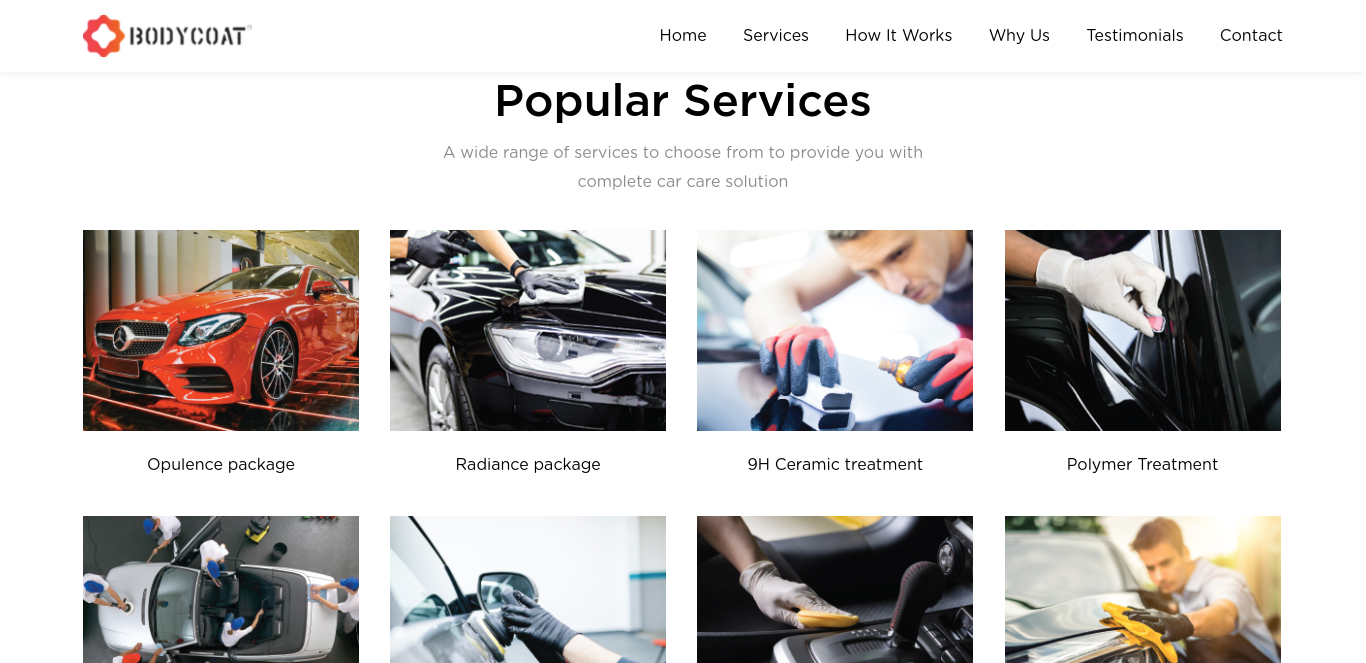 BODYCOAT
Home Services How It Works Why Us Testimonials Contact
Popular Services
A wide range of services to choose from to provide you with
complete car care solution
Opulence package
Radiance package
9H Ceramic treatment
Polymer Treatment